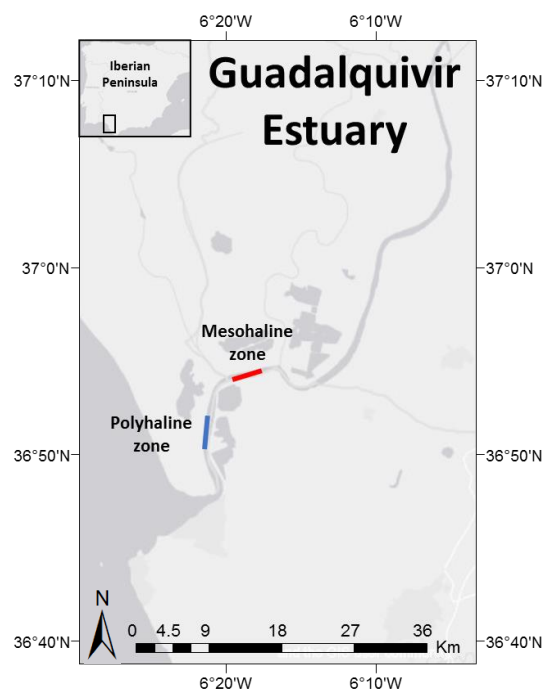 6°20'W 6°10'W
Iberian
Peninsula
Guadalquivir
Estuary
37°10'N 37°10'N
37°0'N 37°0'N
Mesohaline
zone
Polyhaline
zone
36°50'N 36°50'N
N
0 4.5 9 18 27 36
Km
36°40'N 36°40'N
6°20'W 6°10'W